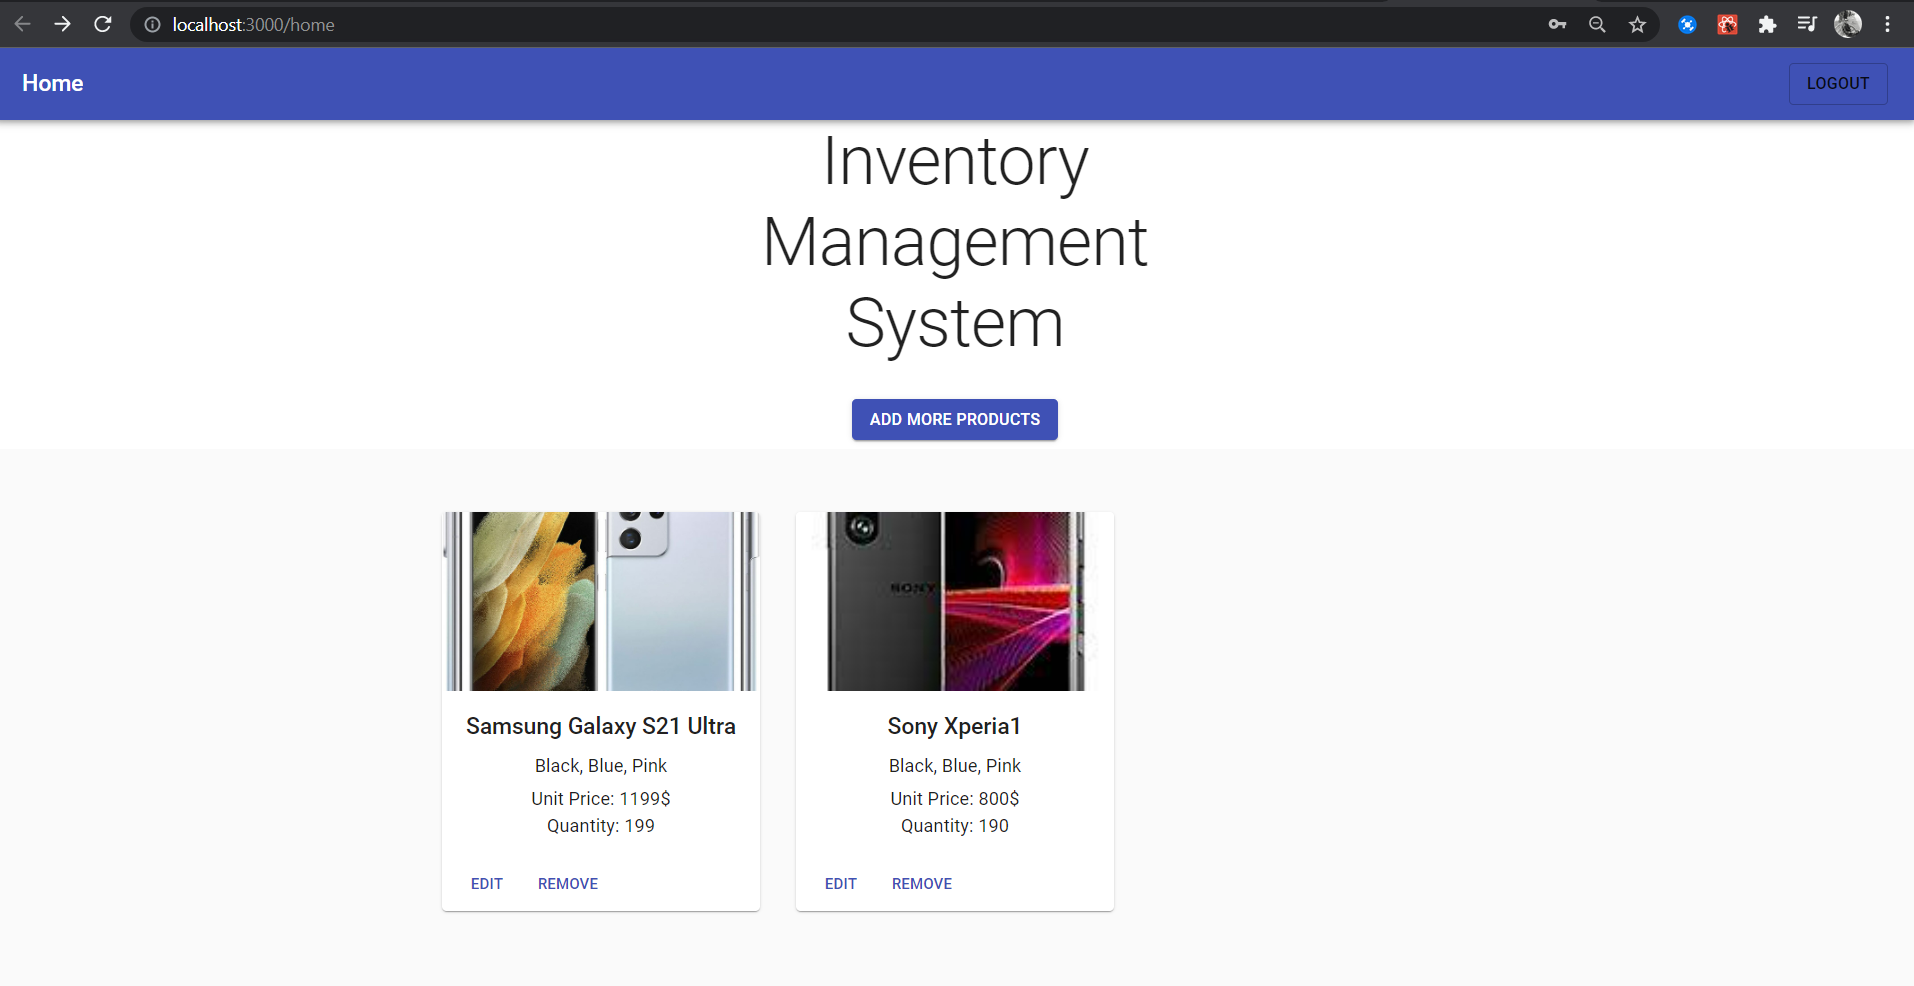 localhost:3000/home
Home
LOGOUT
Inventory
Management
System
ADD MORE PRODUCTS
SONY
Samsung Galaxy S21 Ultra
Black, Blue, Pink
Unit Price: 1199$
Quantity: 199
EDIT REMOVE
Sony Xperia1
Black, Blue, Pink
Unit Price: 800$
Quantity: 190
EDIT REMOVE